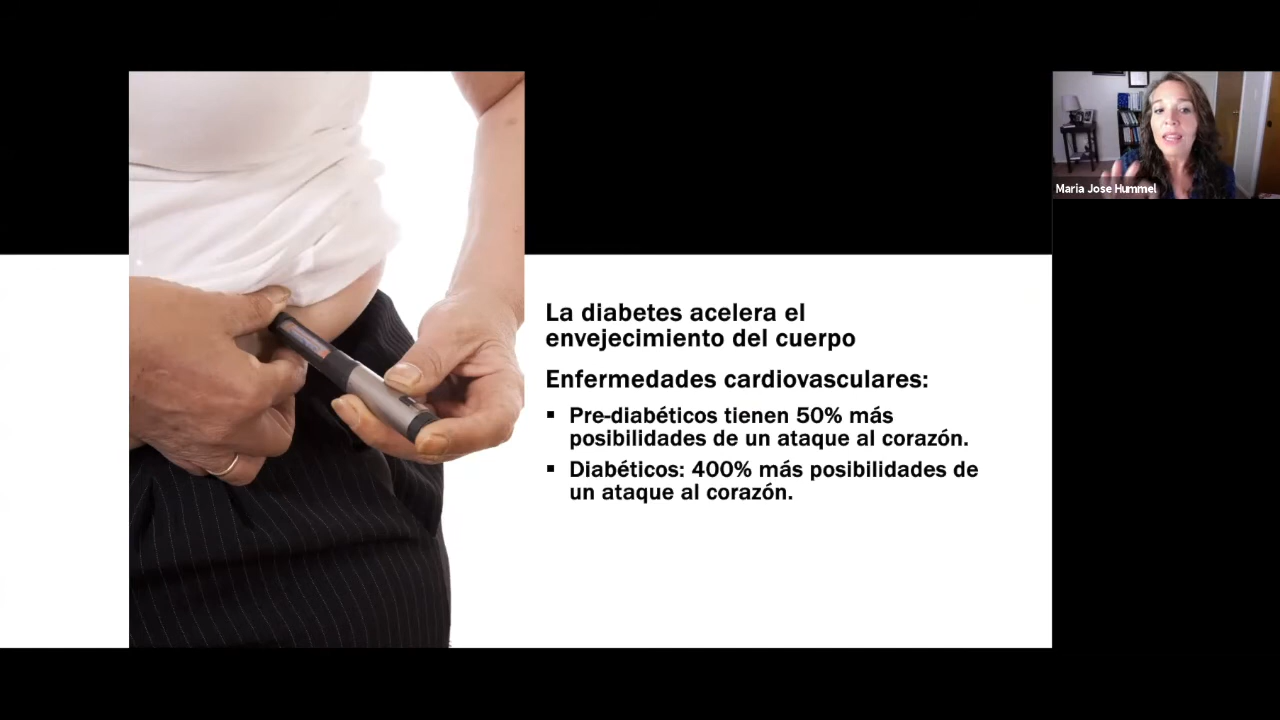 La diabetes acelera el
envejecimiento del cuerpo
Enfermedades cardiovasculares:
▪ Pre-diabéticos tienen 50% más
posibilidades de un ataque al corazón.
▪ Diabéticos: 400% más posibilidades de
un ataque al corazón.
Maria Jose Hummel